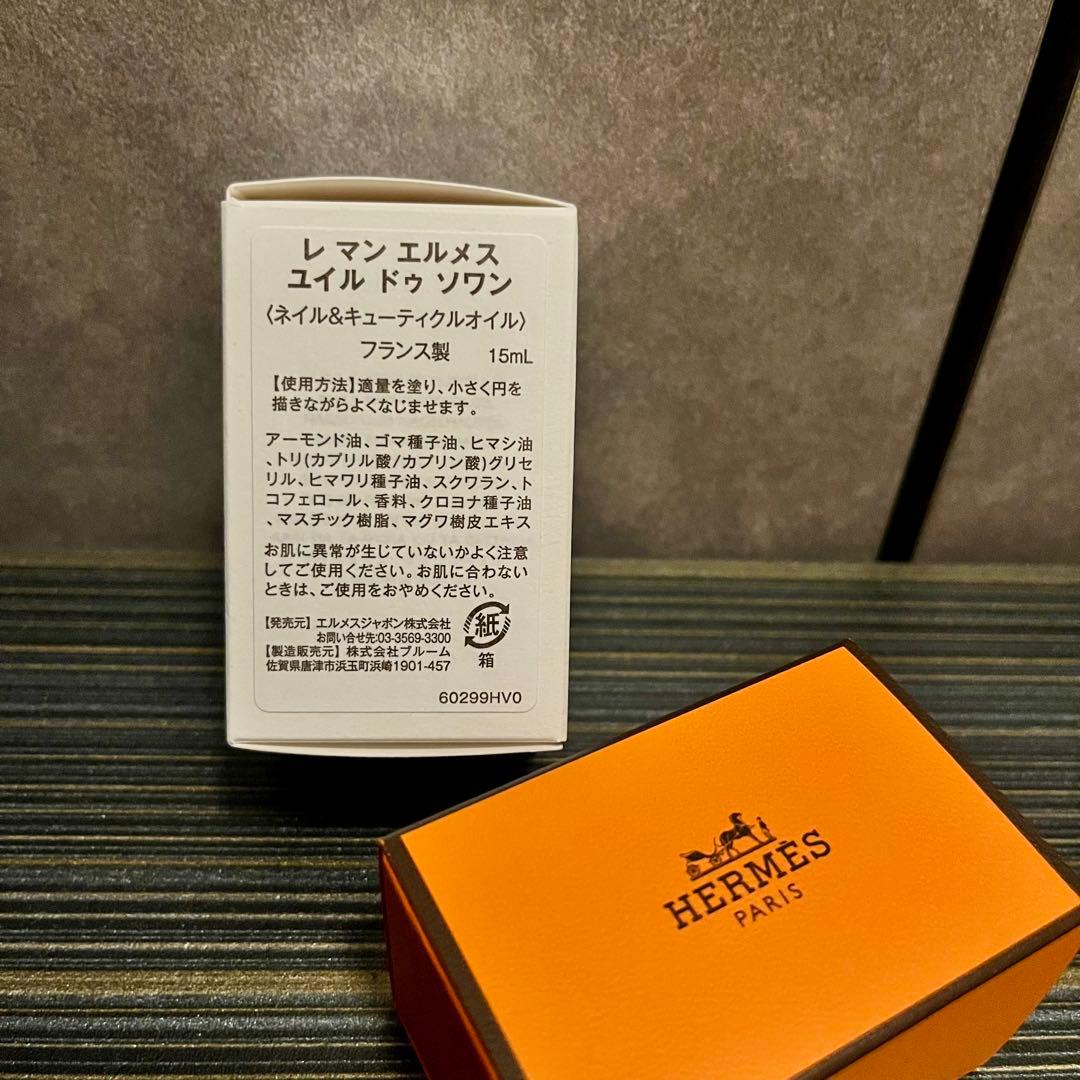 レ マン エルメス
ユイル ドゥ ソワン
〈ネイル&キューティクルオイル〉
フランス製 15mL
【使用方法】適量を塗り、小さく円を
描きながらよくなじませます。
アーモンド油、ゴマ種子油、ヒマシ油
、トリ(カプリル酸/カプリン酸)グリセ
リル、ヒマワリ種子油、スクワラン、ト
コフェロール、香料、クロヨナ種子油
、マスチック樹脂、マグワ樹皮エキス
お肌に異常が生じていないかよく注意
してご使用ください。お肌に合わない
ときは、ご使用をおやめください。
【発売元】エルメスジャポン株式会社
お問い合せ先:03-3569-3300
【製造販売元】株式会社ブルーム
佐賀県唐津市浜玉町浜崎1901-457
紙
箱
60299HV0
HERMÈS
PARIS